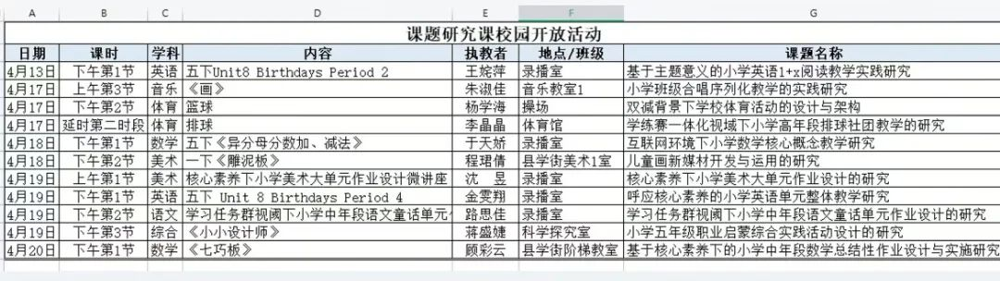 A B C D E F G
课题研究课校园开放活动
日期 课时 学科 内容 执教者 地点/班级 课题名称
4月13日 下午第1节 英语 五下Unit8 Birthdays Period 2 王婉萍 录播室 基于主题意义的小学英语1+x阅读教学实践研究
4月17日 上午第3节 音乐 《画》 朱淑佳 音乐教室1 小学班级合唱序列化教学的实践研究
4月17日 下午第2节 体育 篮球 杨学海 操场 双减背景下学校体育活动的设计与架构
4月17日 延时第二时段 体育 排球 李晶晶 体育馆 学练赛一体化视域下小学高年段排球社团教学的研究
4月18日 下午第1节 数学 五下《异分母分数加、减法》 于天娇 录播室 互联网环境下小学数学核心概念教学研究
4月18日 下午第2节 美术 一下《雕泥板》 程珺倩 县学街美术1室 儿童画新媒材开发与运用的研究
4月19日 上午第1节 美术 核心素养下小学美术大单元作业设计微讲座 沈 昱 录播室 核心素养下小学美术大单元作业设计的研究
4月19日 下午第1节 英语 五下 Unit 8 Birthdays Period 4 金雯翔 录播室 呼应核心素养的小学英语单元整体教学研究
4月19日 下午第2节 语文 学习任务群视阈下小学中年段语文童话单元 路思佳 录播室 学习任务群视阈下小学中年段语文童话单元作业设计的研究
4月19日 下午第3节 综合 《小小设计师》 蒋盛婕 科学探究室 小学五年级职业启蒙综合实践活动设计的研究
4月20日 下午第1节 数学 《七巧板》 顾彩云 县学街阶梯教室 基于核心素养下的小学中年段数学总结性作业设计与实施研究